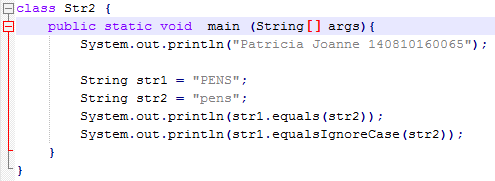 class Str2 {
    public static void  main (String[] args){
        System.out.println("Patricia Joanne 140810160065");

        String str1 = "PENS";
        String str2 = "pens";
        System.out.println(str1.equals(str2));
        System.out.println(str1.equalsIgnoreCase(str2));
    }
}